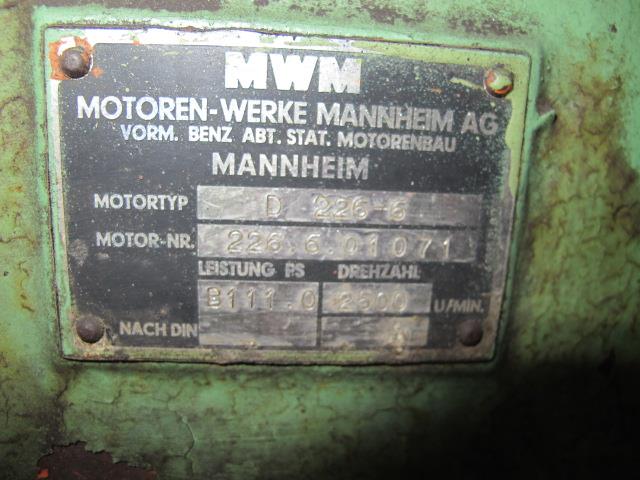 MWM
MOTOREN-WERKE MANNHEIM AG
VORM. BENZ ABT. STAT. MOTORENBAU
MANNHEIM
MOTORTYP D 226-6
MOTOR-NR. 226.6.01071
LEISTUNG PS DREHZAHL
B111.0 2500 U/MIN.
NACH DIN